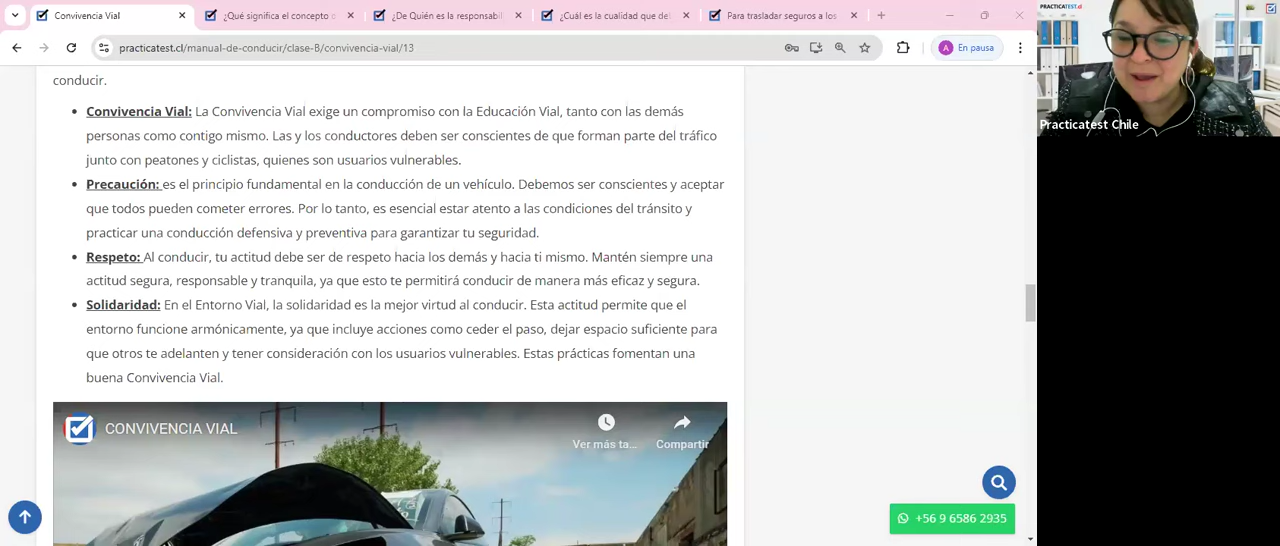 Convivencia Vial
¿Qué significa el concepto d
¿De Quién es la responsabil
¿Cuál es la cualidad que del
Para trasladar seguros a los
practicatest.cl/manual-de-conducir/clase-B/convivencia-vial/13
A
En pausa
conducir.
Convivencia Vial: La Convivencia Vial exige un compromiso con la Educación Vial, tanto con las demás
personas como contigo mismo. Las y los conductores deben ser conscientes de que forman parte del tráfico
junto con peatones y ciclistas, quienes son usuarios vulnerables.
Precaución: es el principio fundamental en la conducción de un vehículo. Debemos ser conscientes y aceptar
que todos pueden cometer errores. Por lo tanto, es esencial estar atento a las condiciones del tránsito y
practicar una conducción defensiva y preventiva para garantizar tu seguridad.
Respeto: Al conducir, tu actitud debe ser de respeto hacia los demás y hacia ti mismo. Mantén siempre una
actitud segura, responsable y tranquila, ya que esto te permitirá conducir de manera más eficaz y segura.
Solidaridad: En el Entorno Vial, la solidaridad es la mejor virtud al conducir. Esta actitud permite que el
entorno funcione armónicamente, ya que incluye acciones como ceder el paso, dejar espacio suficiente para
que otros te adelanten y tener consideración con los usuarios vulnerables. Estas prácticas fomentan una
buena Convivencia Vial.
CONVIVENCIA VIAL
Ver más ta...
Compartir
+56 9 6586 2935
PRACTICATEST.cl
Practicatest Chile